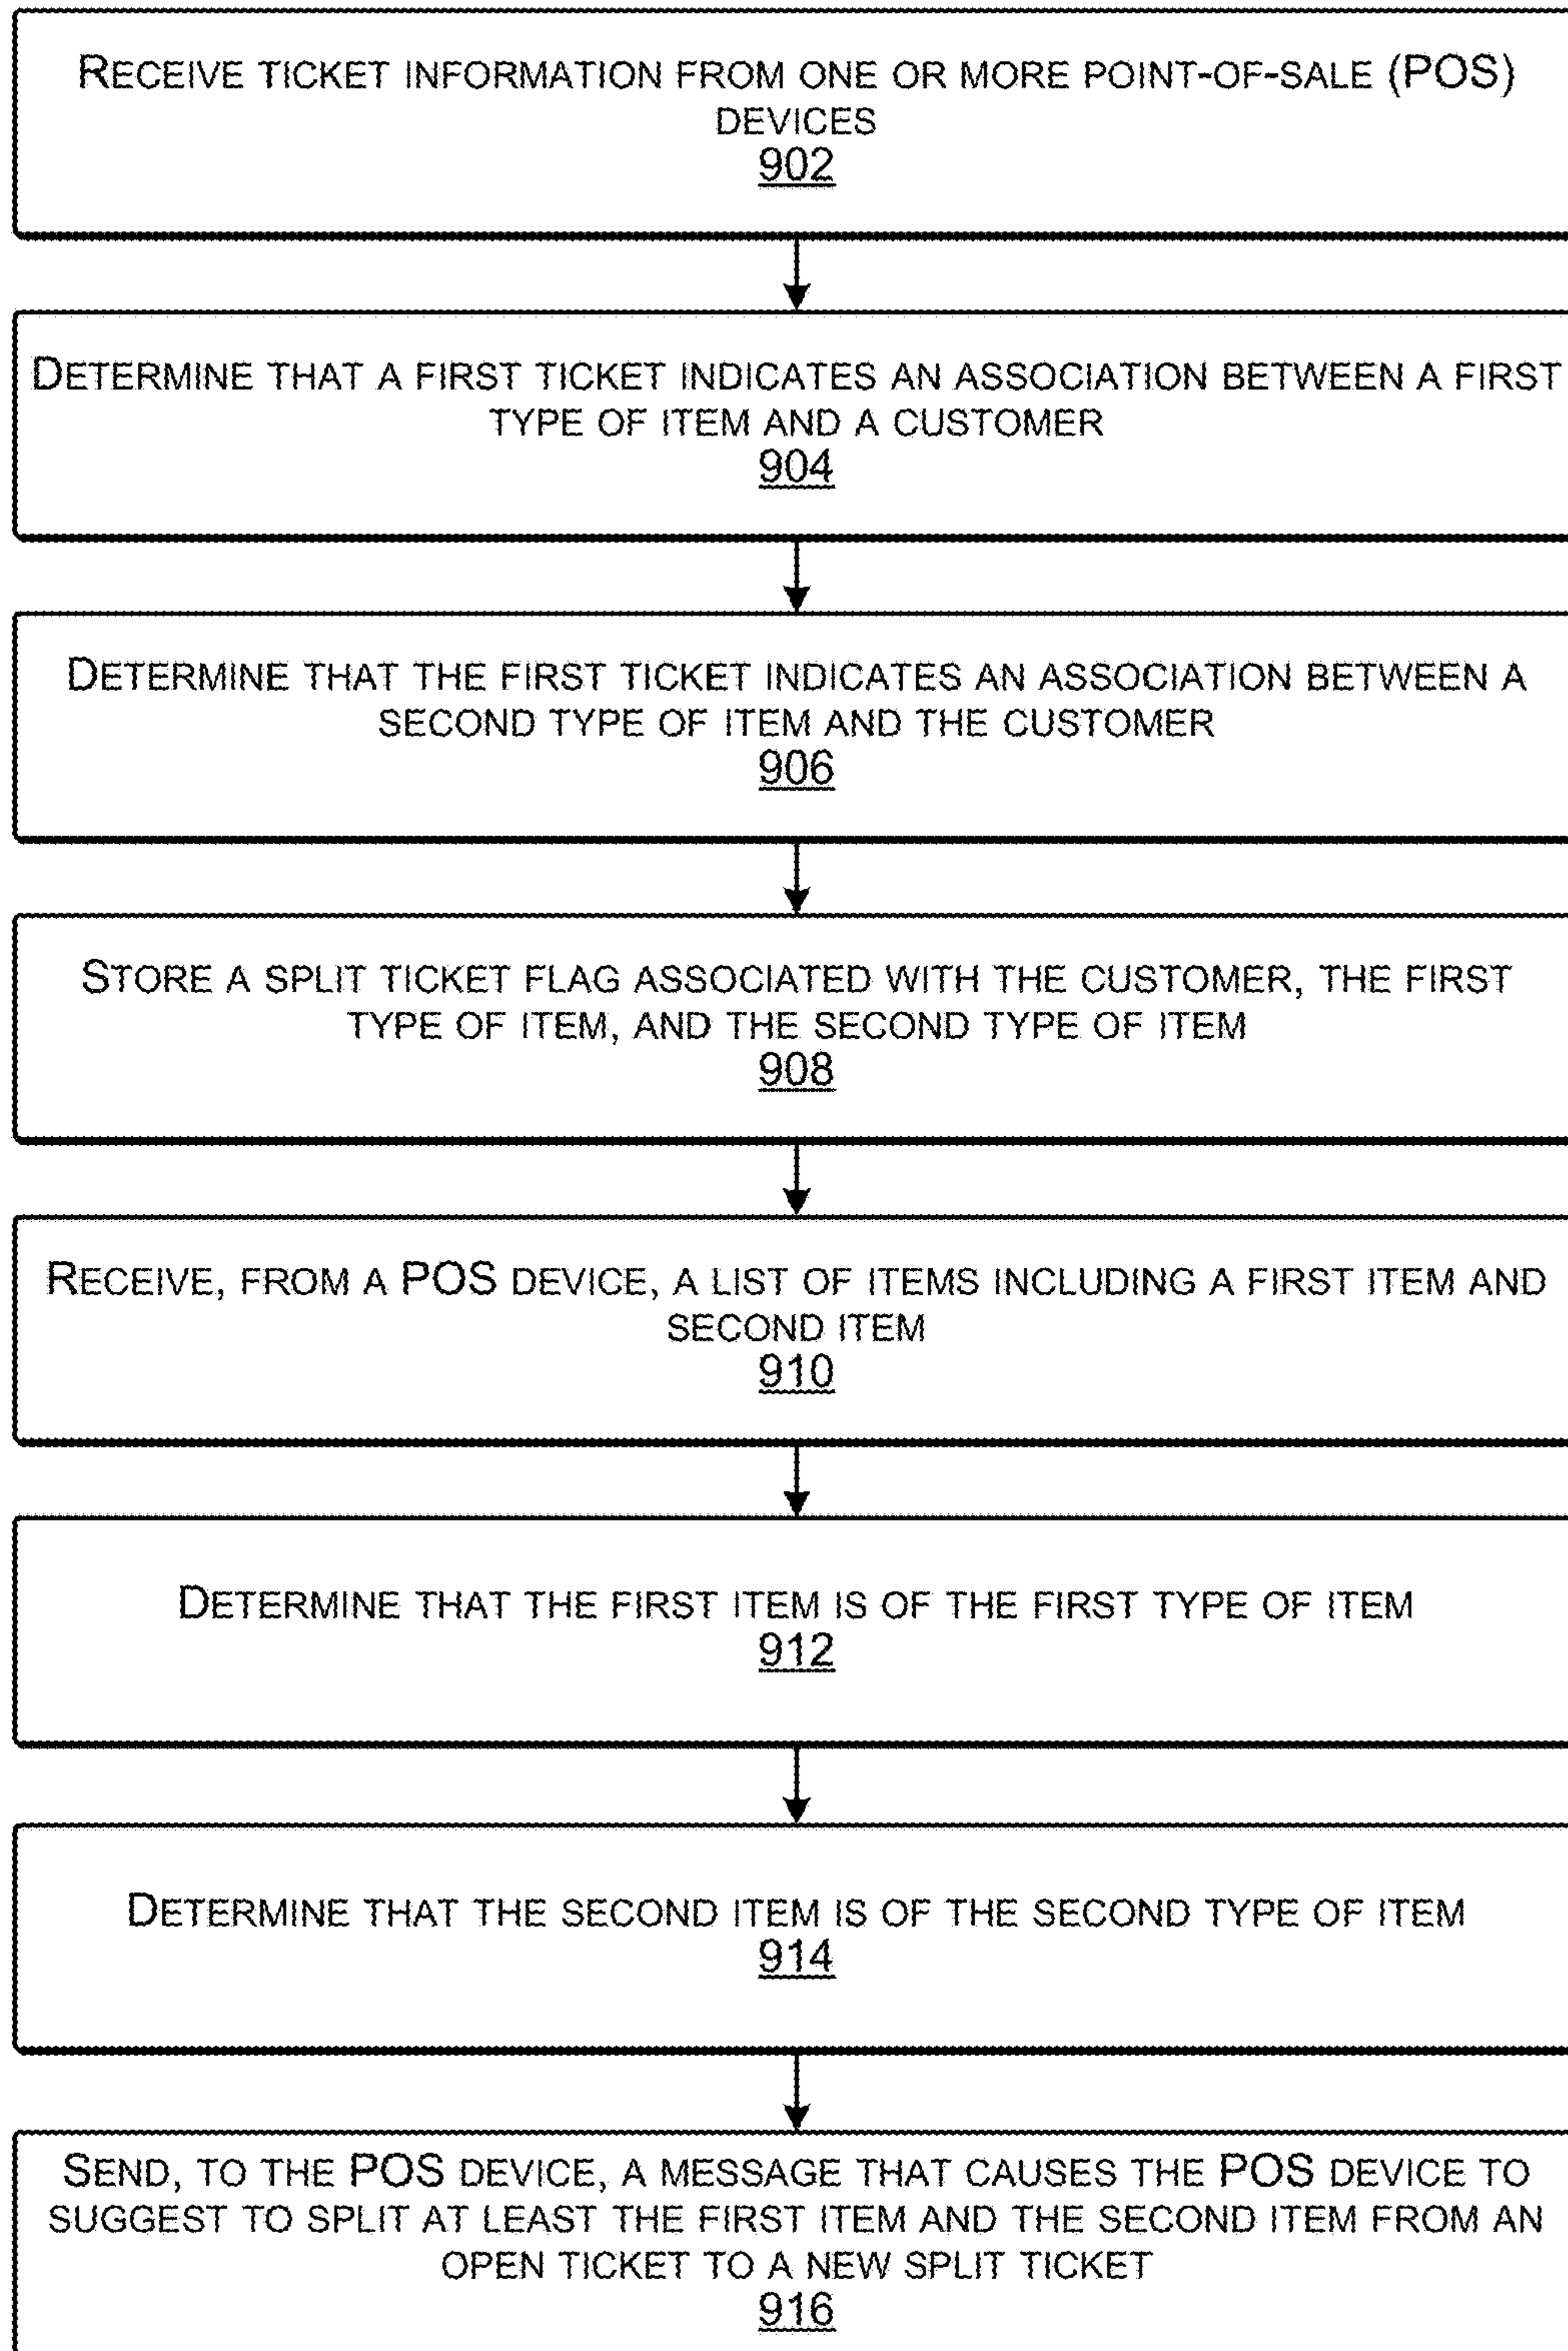 RECEIVE TICKET INFORMATION FROM ONE OR MORE POINT-OF-SALE (POS)
DEVICES
902
DETERMINE THAT A FIRST TICKET INDICATES AN ASSOCIATION BETWEEN A FIRST
TYPE OF ITEM AND A CUSTOMER
904
DETERMINE THAT THE FIRST TICKET INDICATES AN ASSOCIATION BETWEEN A
SECOND TYPE OF ITEM AND THE CUSTOMER
906
STORE A SPLIT TICKET FLAG ASSOCIATED WITH THE CUSTOMER, THE FIRST
TYPE OF ITEM, AND THE SECOND TYPE OF ITEM
908
RECEIVE, FROM A POS DEVICE, A LIST OF ITEMS INCLUDING A FIRST ITEM AND
SECOND ITEM
910
DETERMINE THAT THE FIRST ITEM IS OF THE FIRST TYPE OF ITEM
912
DETERMINE THAT THE SECOND ITEM IS OF THE SECOND TYPE OF ITEM
914
SEND, TO THE POS DEVICE, A MESSAGE THAT CAUSES THE POS DEVICE TO
SUGGEST TO SPLIT AT LEAST THE FIRST ITEM AND THE SECOND ITEM FROM AN
OPEN TICKET TO A NEW SPLIT TICKET
916